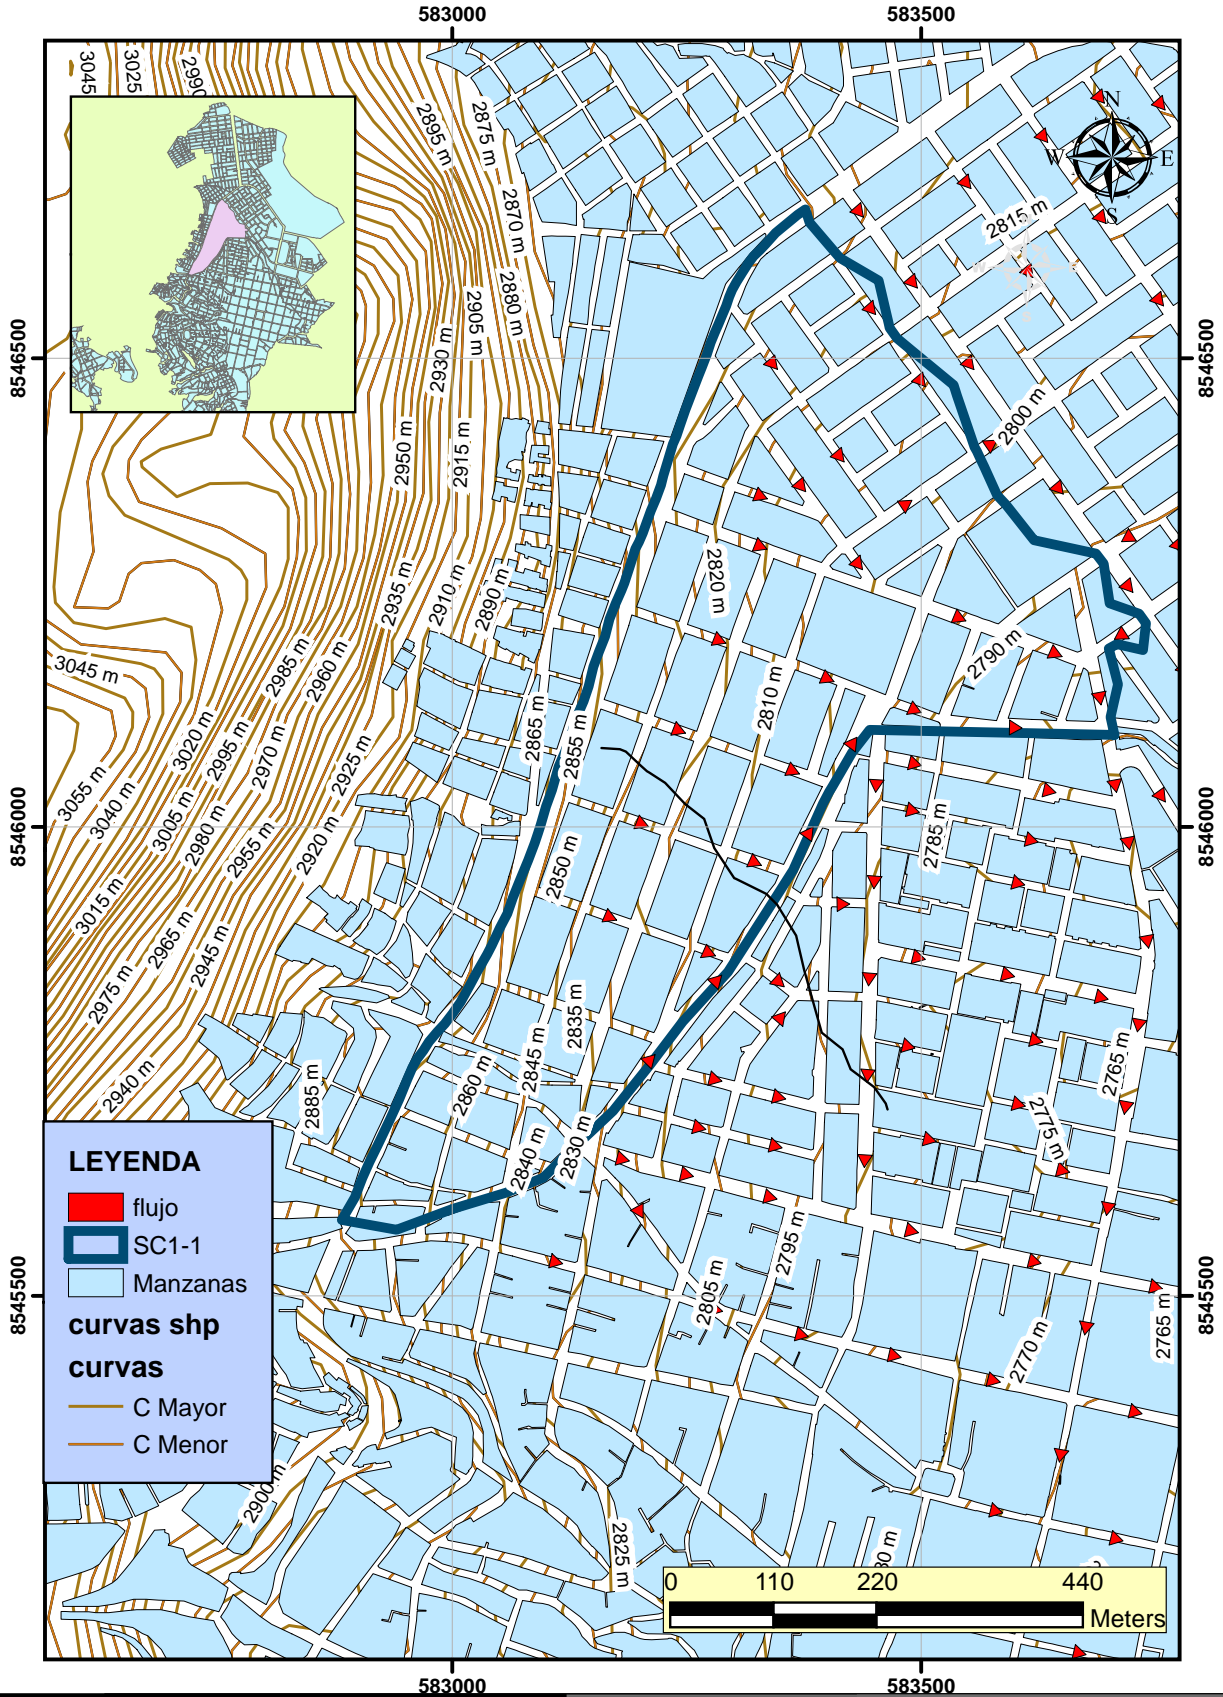 583000
583500
3045
3025
2990
2895 m
2875 m
N
W
E
S
2870 m
2815 m
2880 m
2905 m
8546500
8546500
2930 m
2800 m
2950 m
2915 m
2820 m
2935 m
2910 m
2890 m
2790 m
3045 m
2985 m
2960 m
2810 m
3020 m
2995 m
2970 m
2925 m
2865 m
2855 m
3055 m
3040 m
3005 m
2980 m
2955 m
2920 m
2785 m
8546000
8546000
2850 m
3015 m
2965 m
2945 m
2975 m
2835 m
2845 m
2860 m
2765 m
2940 m
2885 m
2775 m
2840 m
2830 m
LEYENDA
flujo
SC1-1
Manzanas
curvas shp
curvas
C Mayor
C Menor
2795 m
2805 m
8545500
8545500
2765 m
2770 m
2900 m
2825 m
30 m
0 110 220 440
Meters
583000
583500